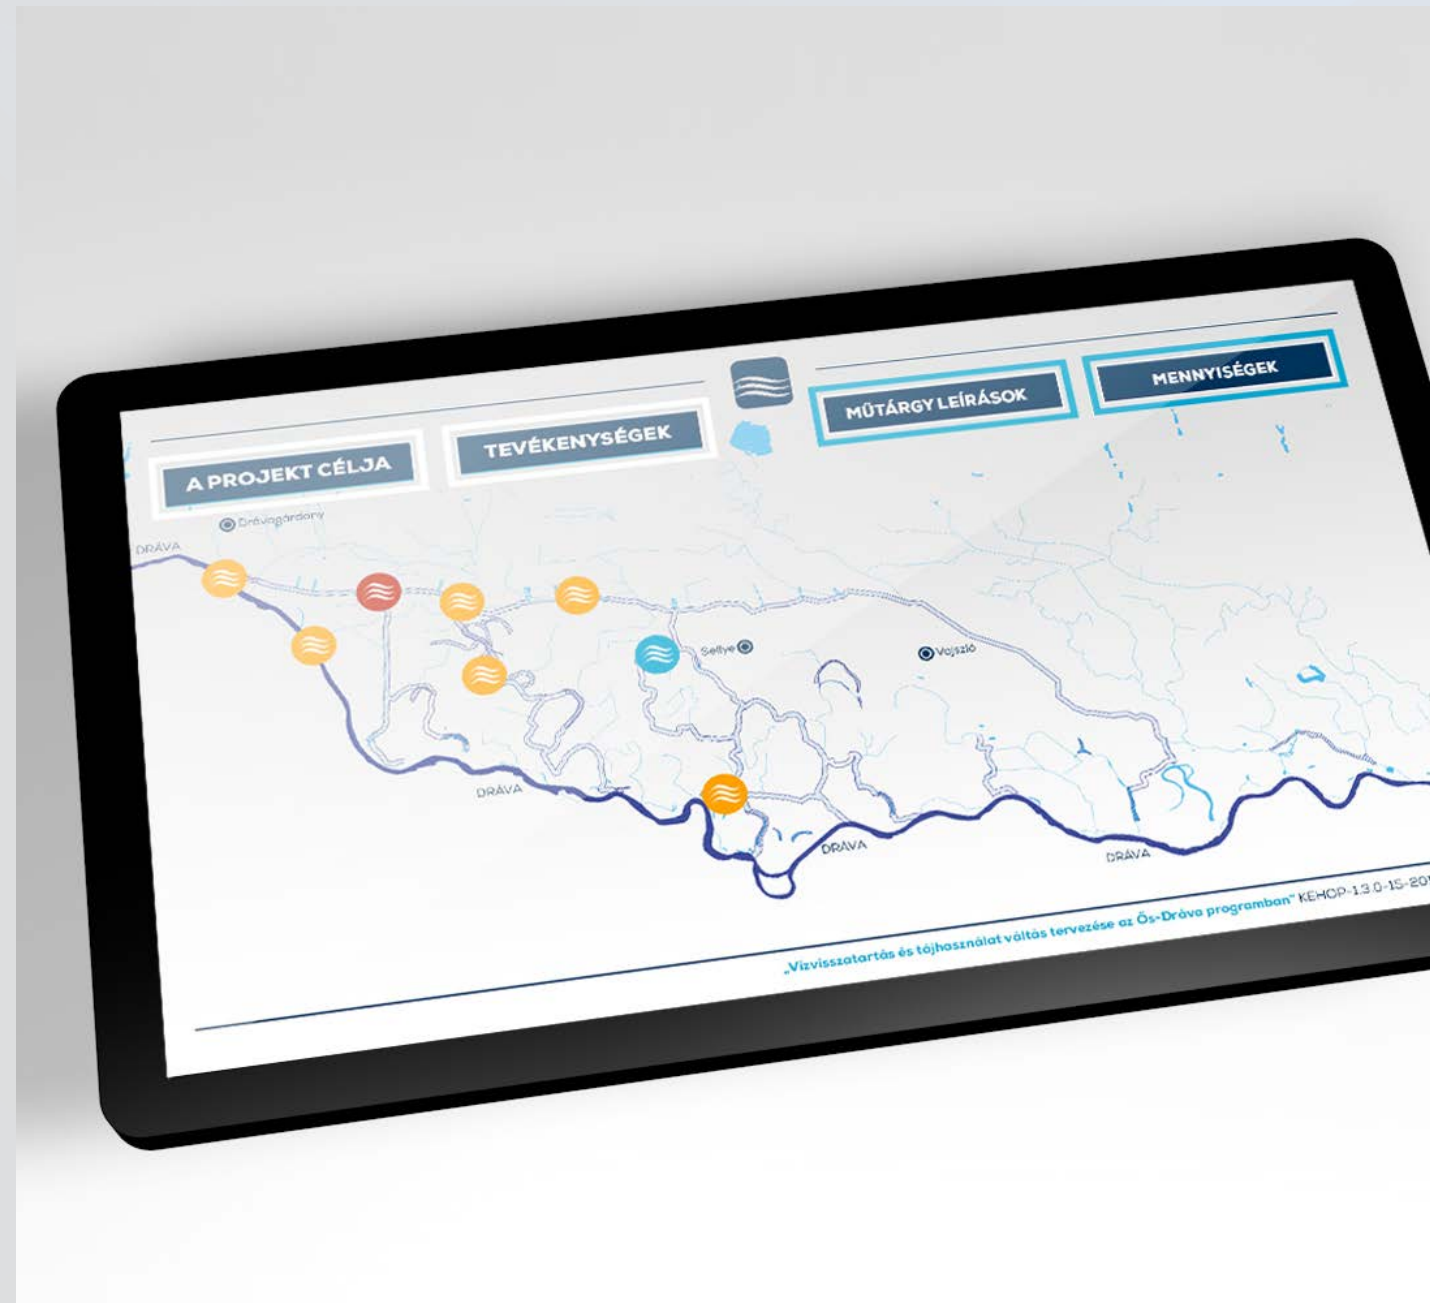 A PROJEKT CÉLJA
TEVÉKENYSÉGEK
MŰTÁRGY LEÍRÁSOK
MENNYISÉGEK
Drávagárdony
DRÁVA
Sellye
Vajszló
DRÁVA
DRÁVA
DRÁVA
„Vízvisszatartás és tájhasználat váltás tervezése az Ős-Dráva programban” KEHOP-1.3.0-15-201